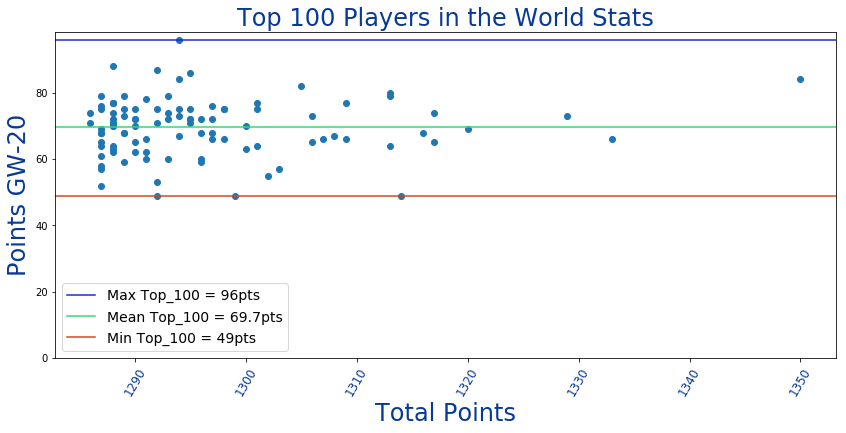 Top 100 Players in the World Stats
Points GW-20
80
60
40
20
0
Max Top_100 = 96pts
Mean Top_100 = 69.7pts
Min Top_100 = 49pts
1290 1300 1310 1320 1330 1340 1350
Total Points